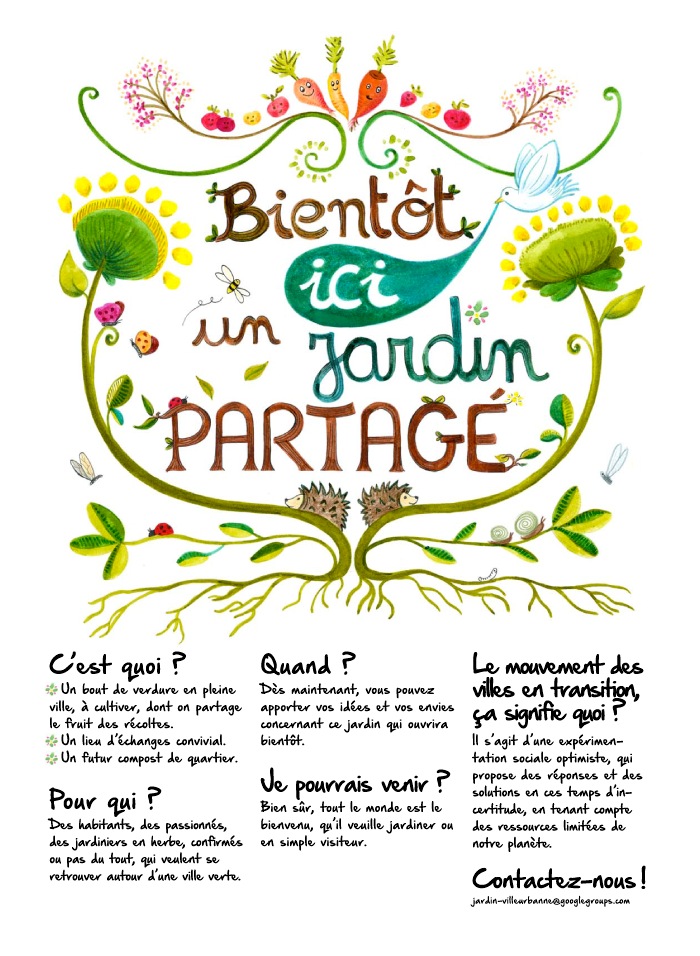 Bientôt
ici
un
jardin
PARTAGÉ
C'est quoi ?
Un bout de verdure en pleine
ville, à cultiver, dont on partage
le fruit des récoltes.
Un lieu d'échanges convivial.
Un futur compost de quartier.
Pour qui ?
Des habitants, des passionnés,
des jardiniers en herbe, confirmés
ou pas du tout, qui veulent se
retrouver autour d'une ville verte.
Quand ?
Dès maintenant, vous pouvez
apporter vos idées et vos envies
concernant ce jardin qui ouvrira
bientôt.
Je pourrais venir ?
Bien sûr, tout le monde est le
bienvenu, qu'il veuille jardiner ou
en simple visiteur.
Le mouvement des
villes en transition,
ça signifie quoi ?
Il s'agit d'une expérimen-
tation sociale optimiste, qui
propose des réponses et des
solutions en ces temps d'in-
certitude, en tenant compte
des ressources limitées de
notre planète.
Contactez-nous !
jardin-villeurbanne@googlegroups.com